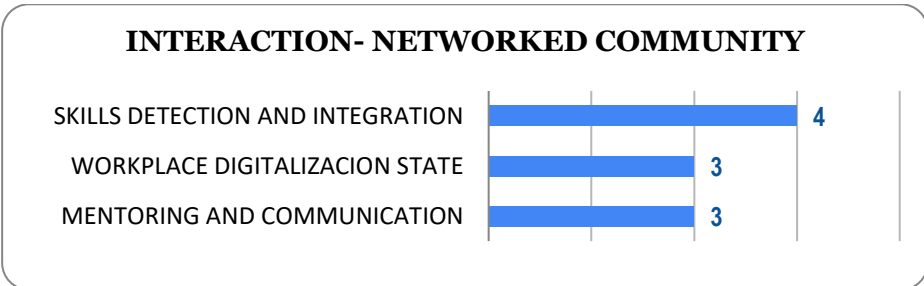 INTERACTION- NETWORKED COMMUNITY
SKILLS DETECTION AND INTEGRATION 4
WORKPLACE DIGITALIZACION STATE 3
MENTORING AND COMMUNICATION 3